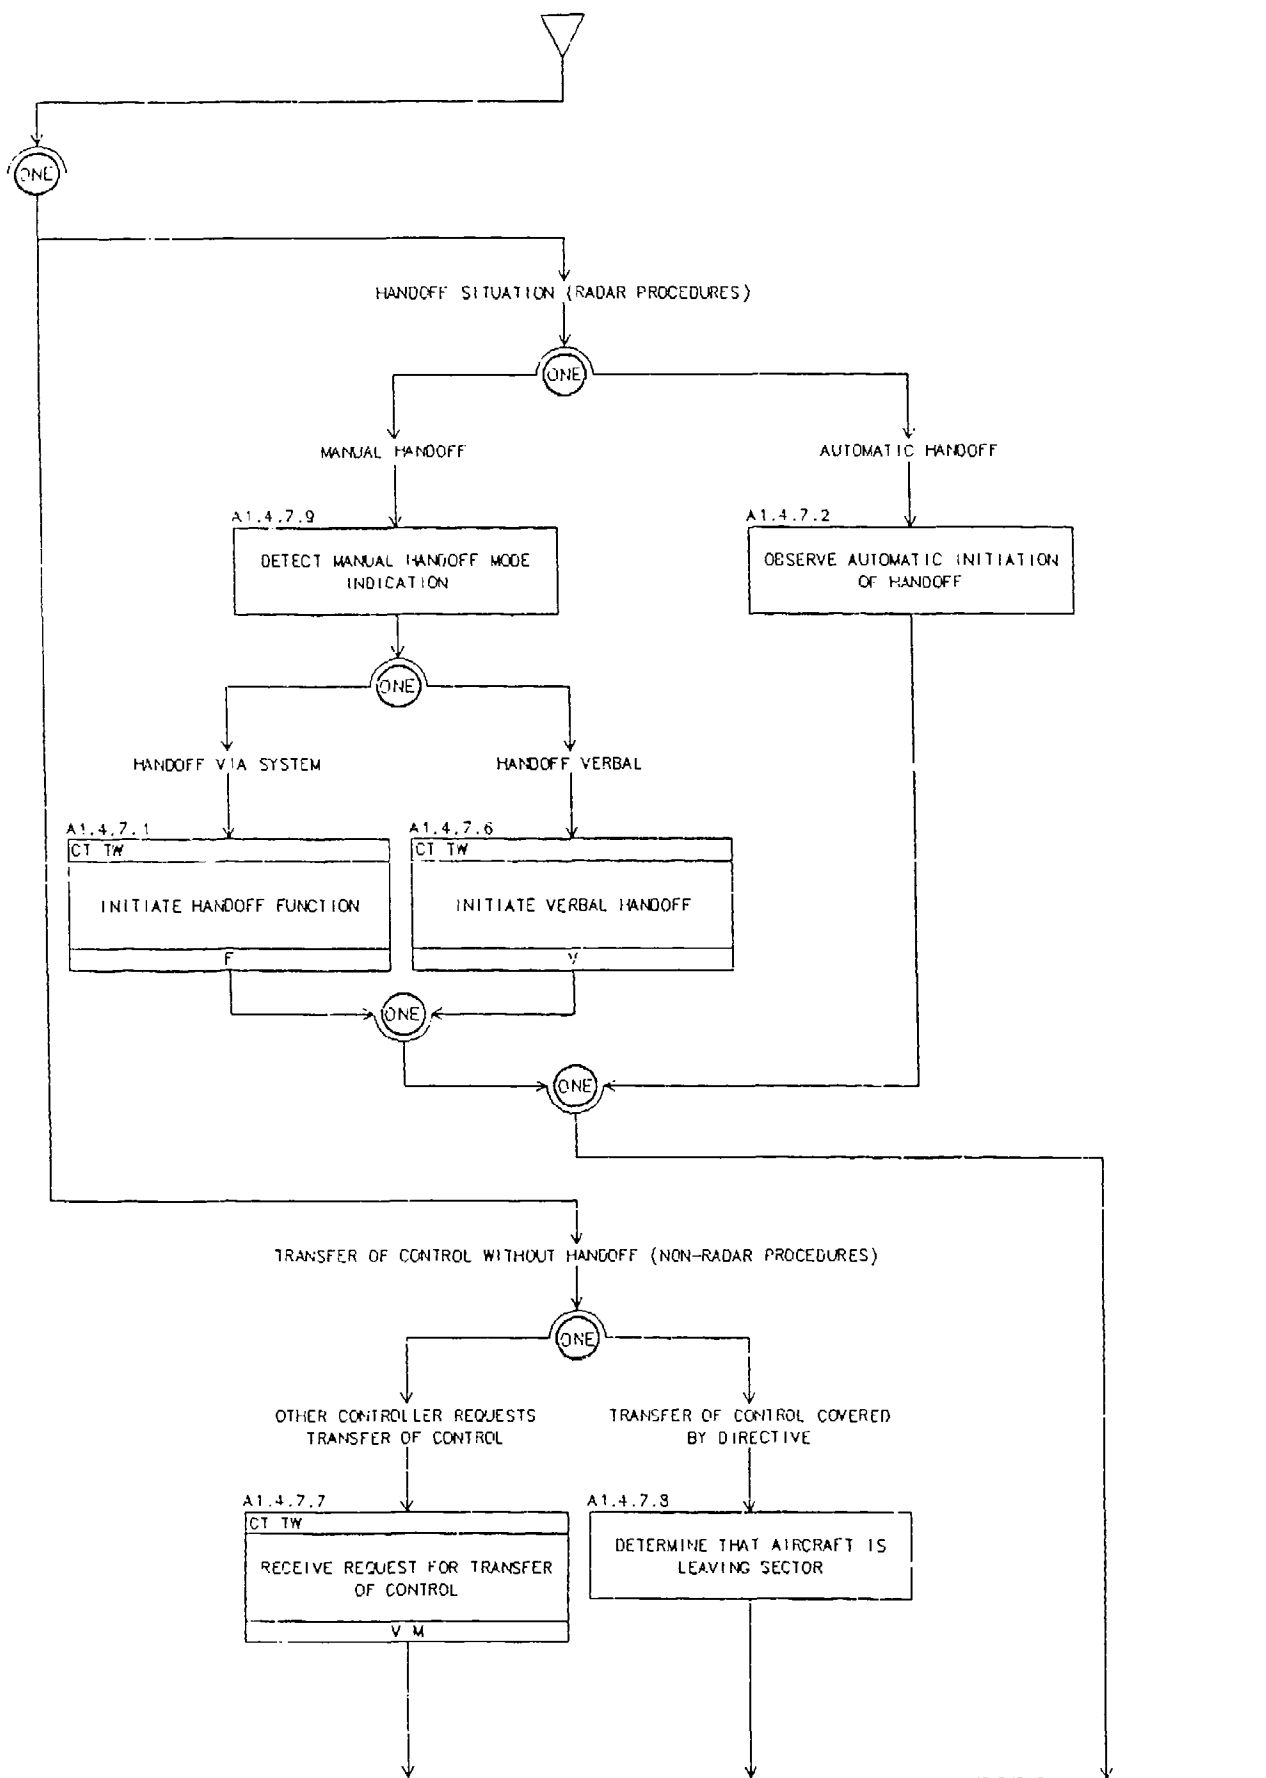 ONE
HANDOFF SITUATION (RADAR PROCEDURES)
ONE
MANUAL HANDOFF
AUTOMATIC HANDOFF
A1.4.7.9
DETECT MANUAL HANDOFF MODE
INDICATION
A1.4.7.2
OBSERVE AUTOMATIC INITIATION
OF HANDOFF
ONE
HANDOFF VIA SYSTEM
HANDOFF VERBAL
A1.4.7.1
CT TW
INITIATE HANDOFF FUNCTION
F
A1.4.7.6
CT TW
INITIATE VERBAL HANDOFF
V
ONE
ONE
TRANSFER OF CONTROL WITHOUT HANDOFF (NON-RADAR PROCEDURES)
ONE
OTHER CONTROLLER REQUESTS
TRANSFER OF CONTROL
TRANSFER OF CONTROL COVERED
BY DIRECTIVE
A1.4.7.7
CT TW
RECEIVE REQUEST FOR TRANSFER
OF CONTROL
V M
A1.4.7.8
DETERMINE THAT AIRCRAFT IS
LEAVING SECTOR